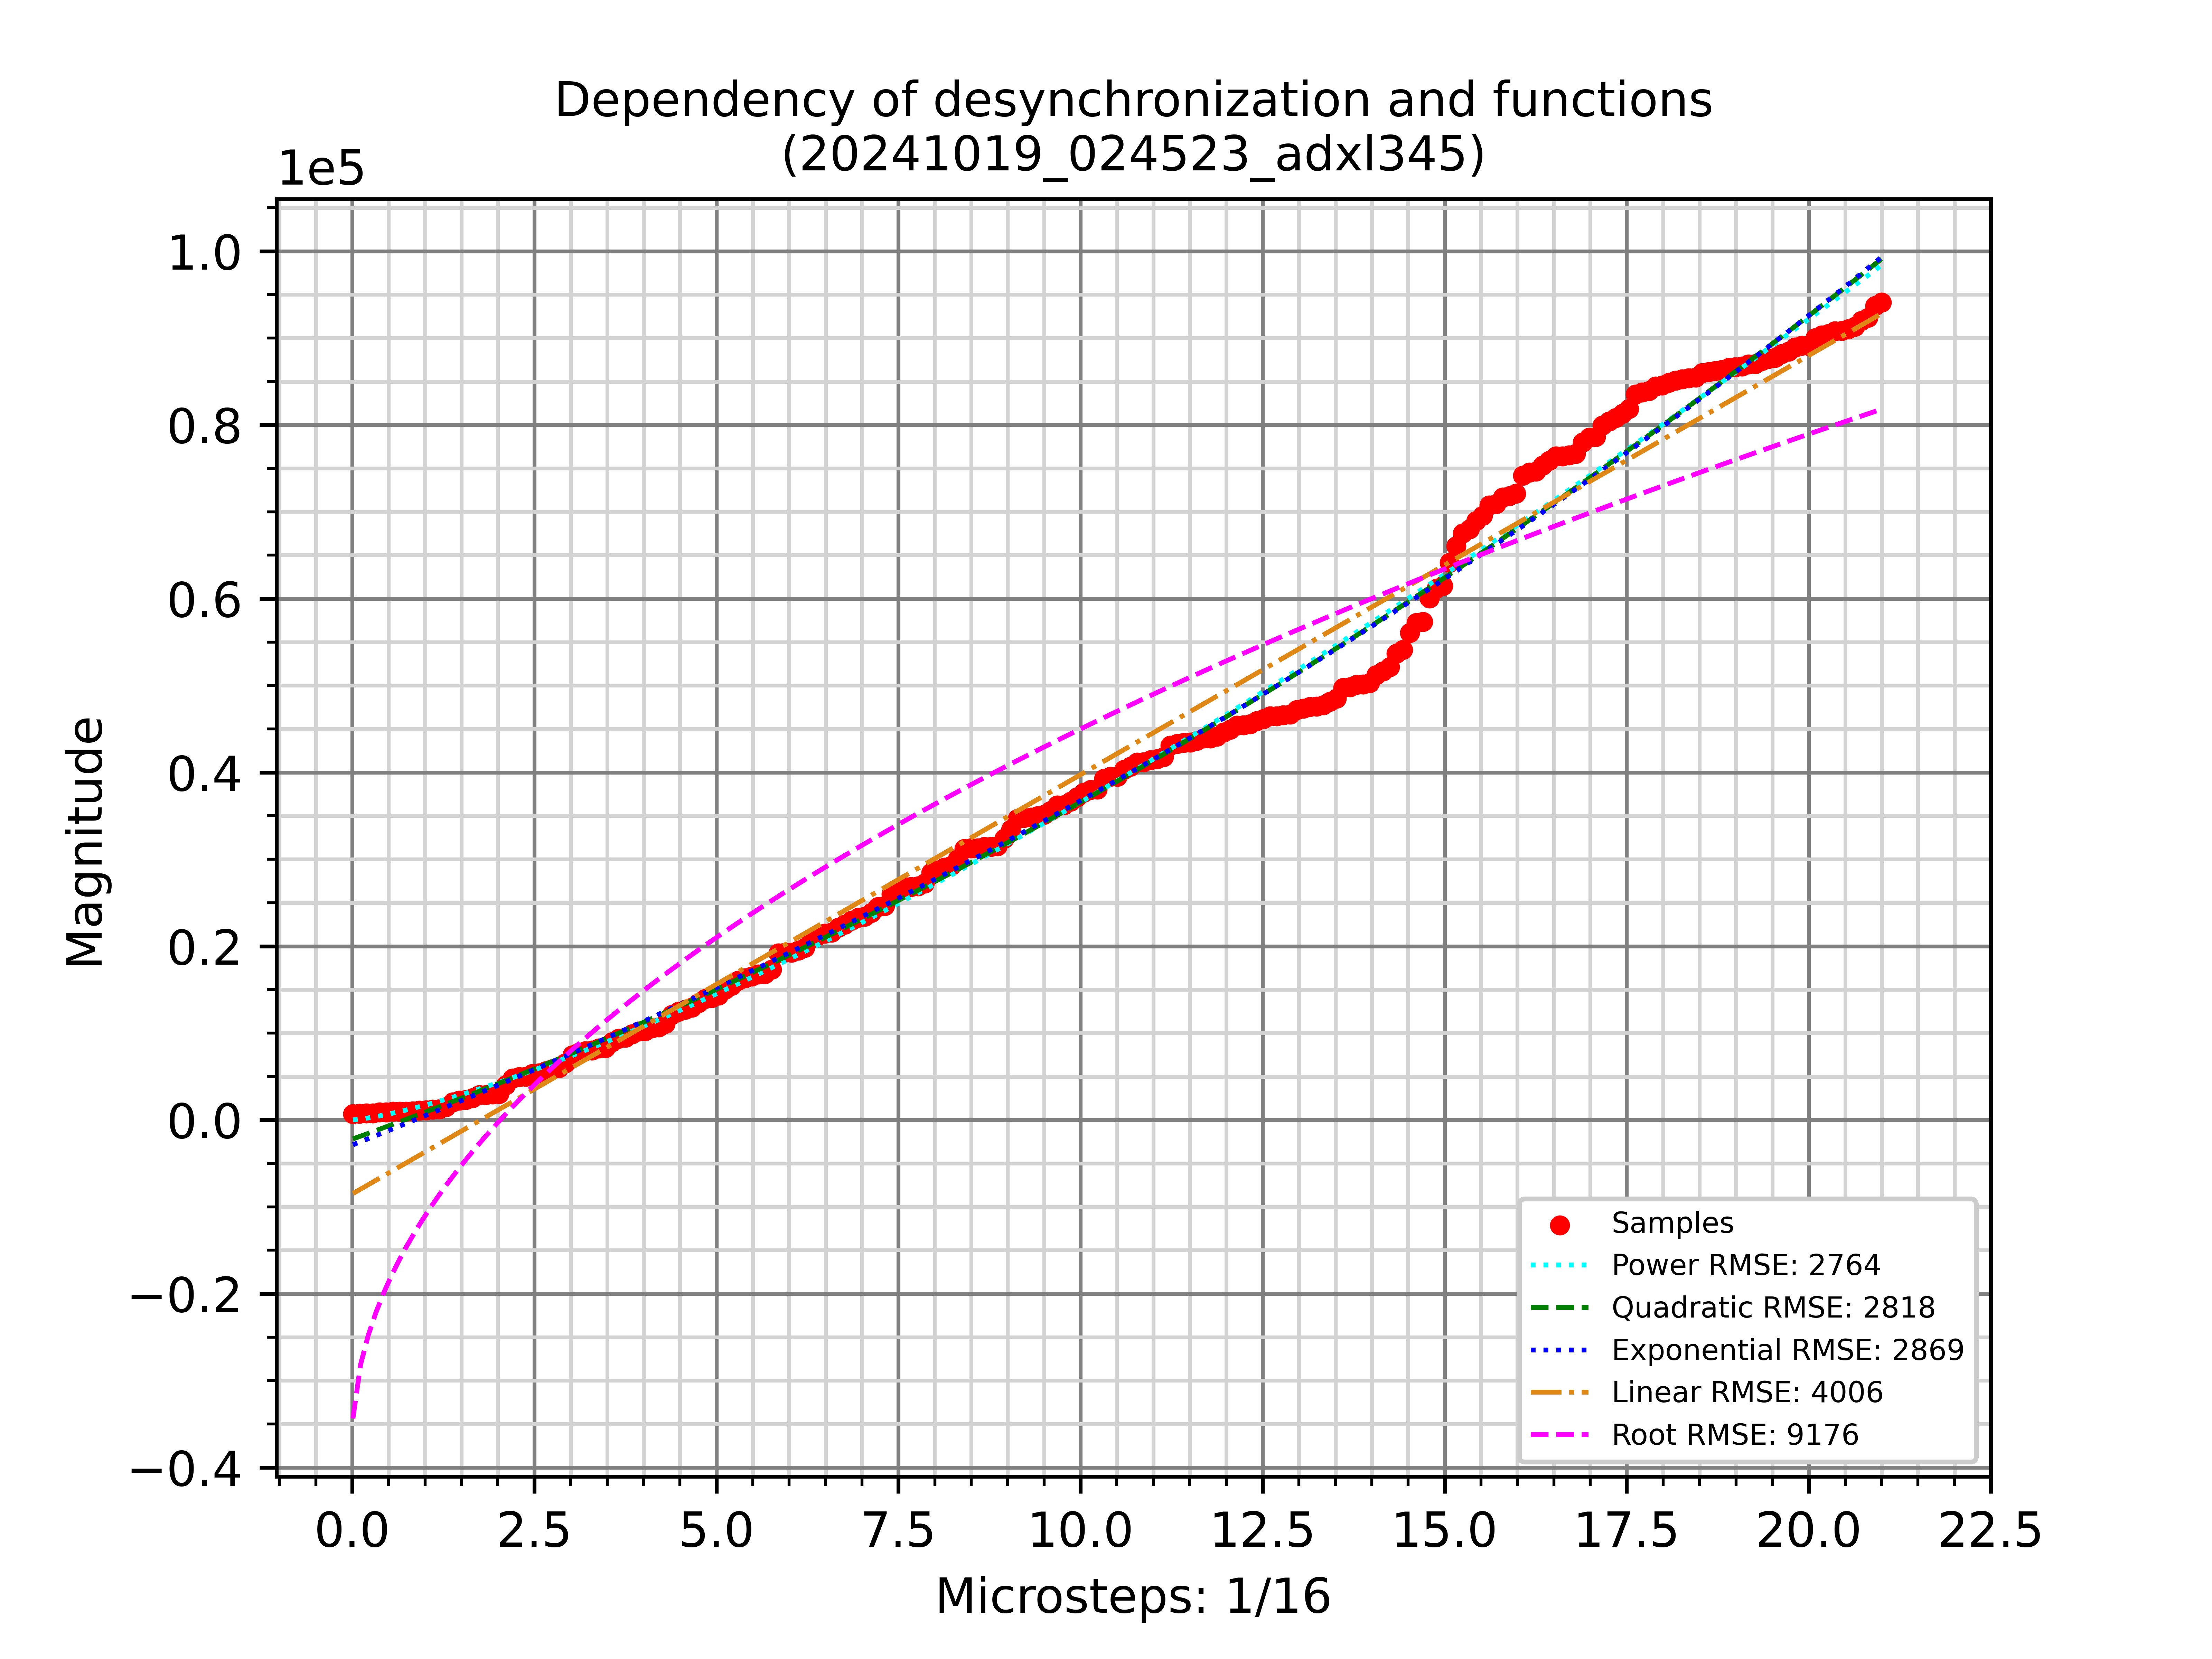 Dependency of desynchronization and functions
(20241019_024523_adxl345)
1e5
1.0
0.8
0.6
0.4
0.2
0.0
−0.2
−0.4
Magnitude
Samples
Power RMSE: 2764
Quadratic RMSE: 2818
Exponential RMSE: 2869
Linear RMSE: 4006
Root RMSE: 9176
0.0 2.5 5.0 7.5 10.0 12.5 15.0 17.5 20.0 22.5
Microsteps: 1/16